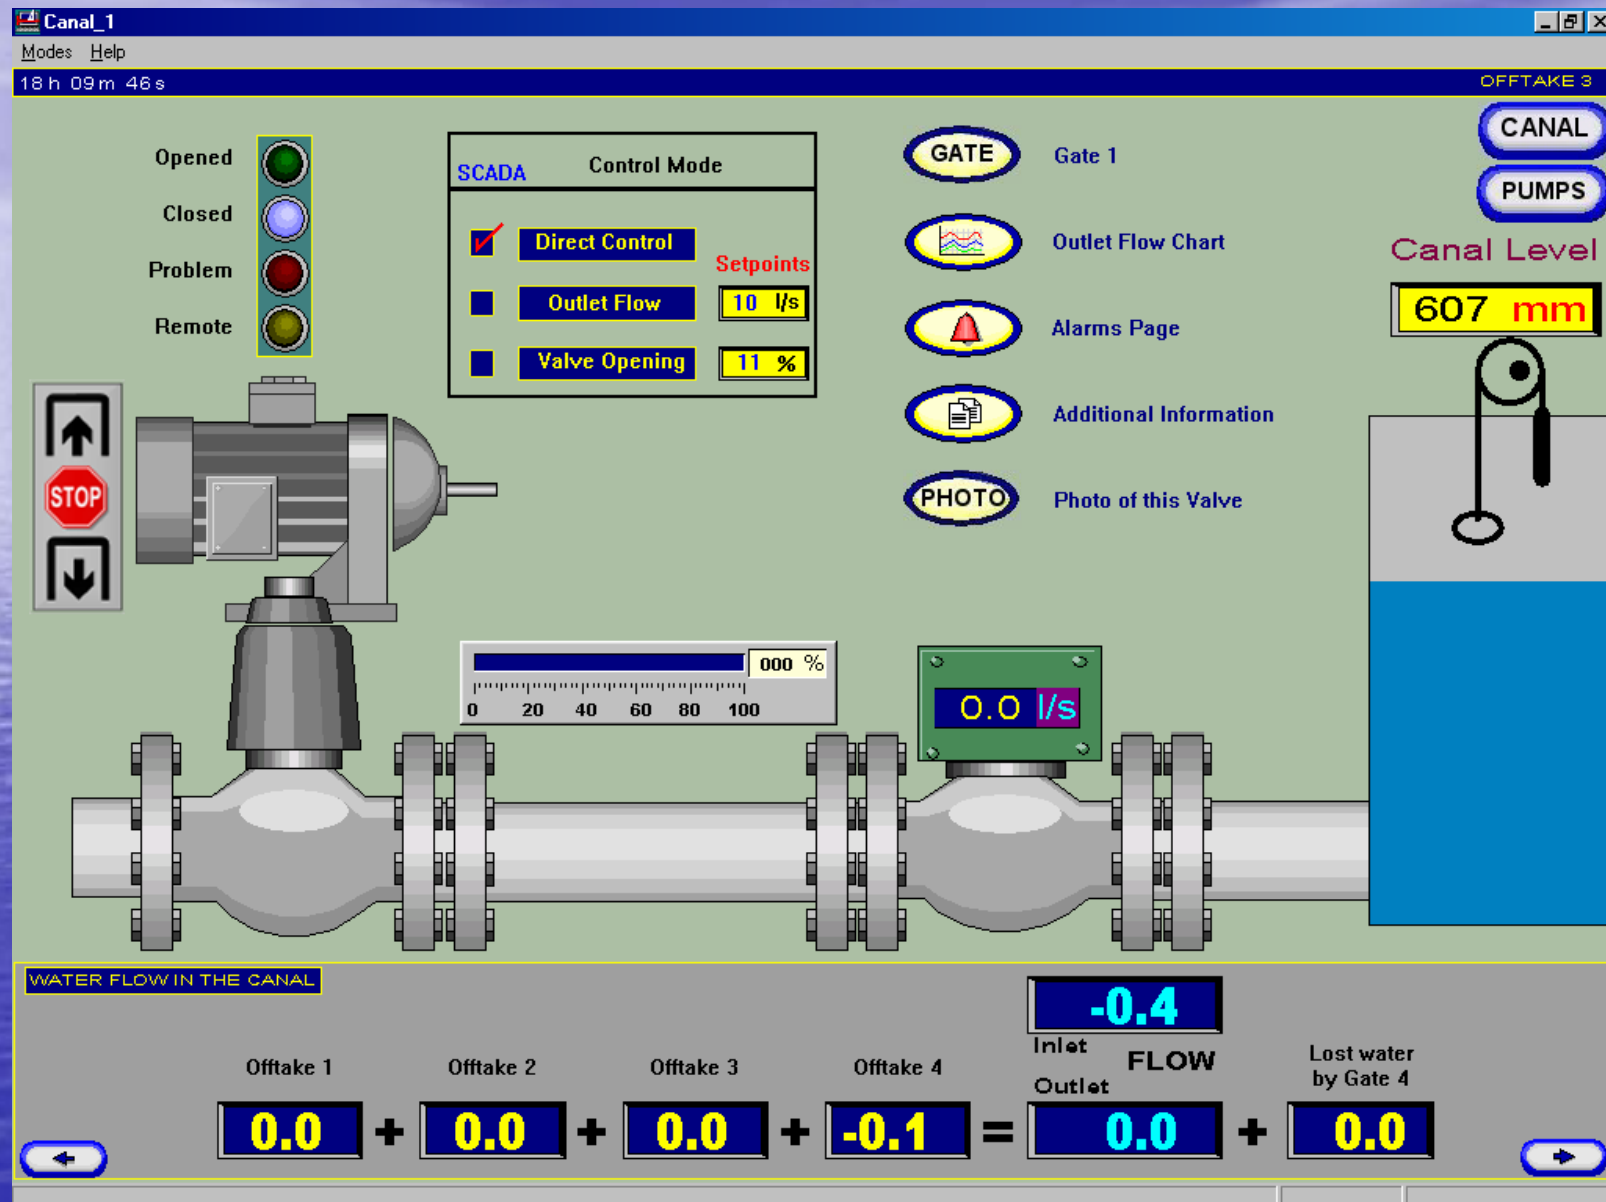 Canal_1
Modes Help
18 h 09 m 46 s
OFFTAKE 3
Opened
Closed
Problem
Remote
SCADA Control Mode
Direct Control
Setpoints
Outlet Flow 10 l/s
Valve Opening 11 %
GATE Gate 1
Outlet Flow Chart
Alarms Page
Additional Information
PHOTO Photo of this Valve
CANAL
PUMPS
Canal Level
607 mm
STOP
000 %
0 20 40 60 80 100
0.0 l/s
WATER FLOW IN THE CANAL
-0.4
Inlet
FLOW
Outlet
Offtake 1 Offtake 2 Offtake 3 Offtake 4
Lost water
by Gate 4
0.0 + 0.0 + 0.0 + -0.1 = 0.0 + 0.0